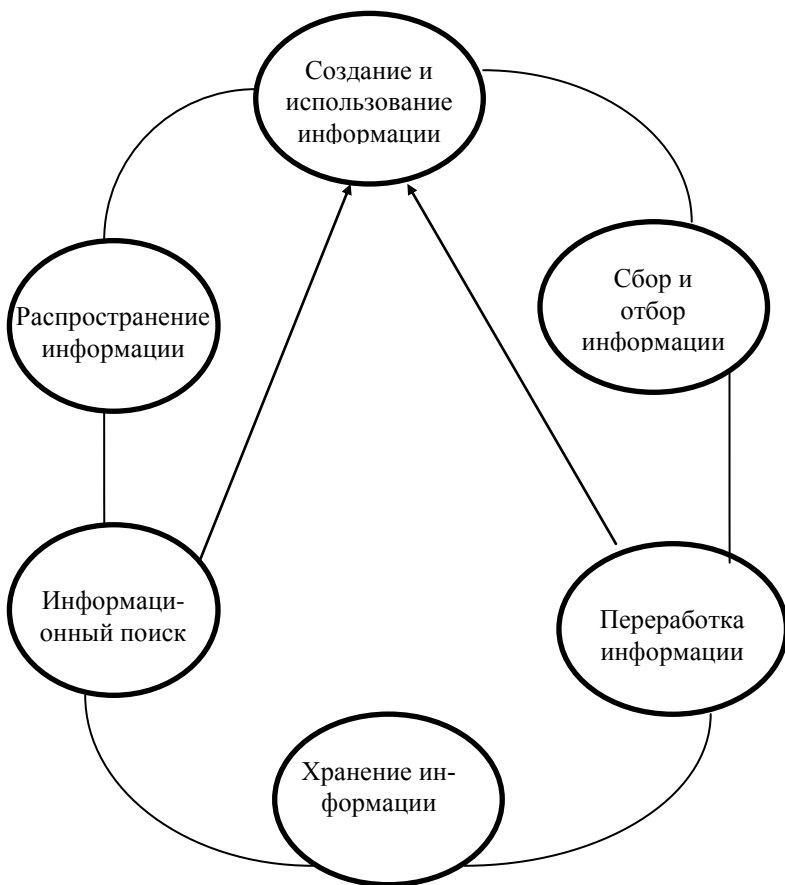 Создание и
использование
информации
Сбор и
отбор
информации
Распространение
информации
Информаци-
онный поиск
Переработка
информации
Хранение ин-
формации